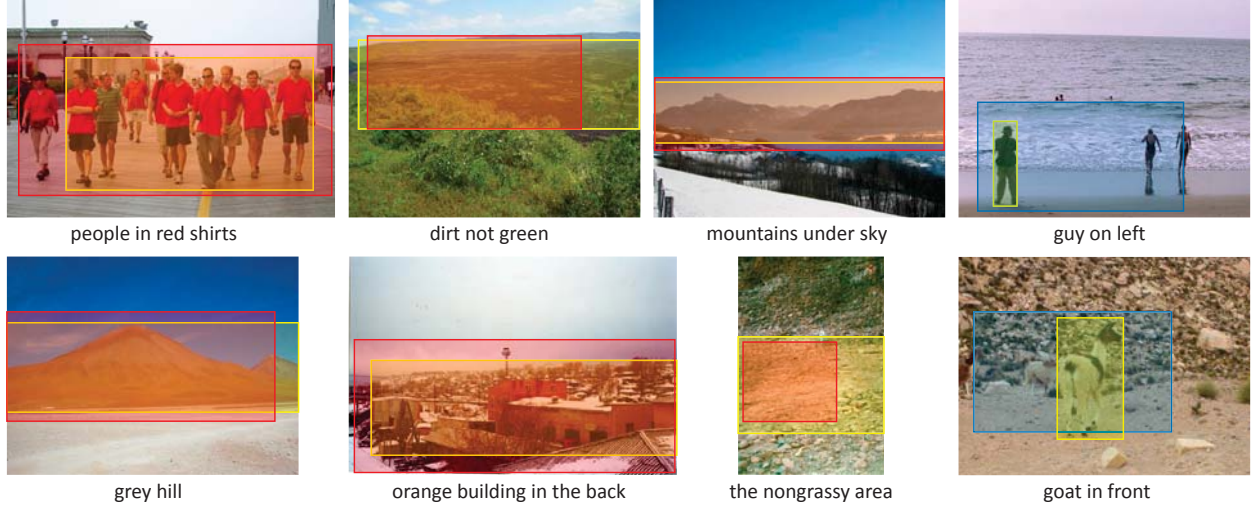 people in red shirts
dirt not green
mountains under sky
guy on left
grey hill
orange building in the back
the nongrassy area
goat in front